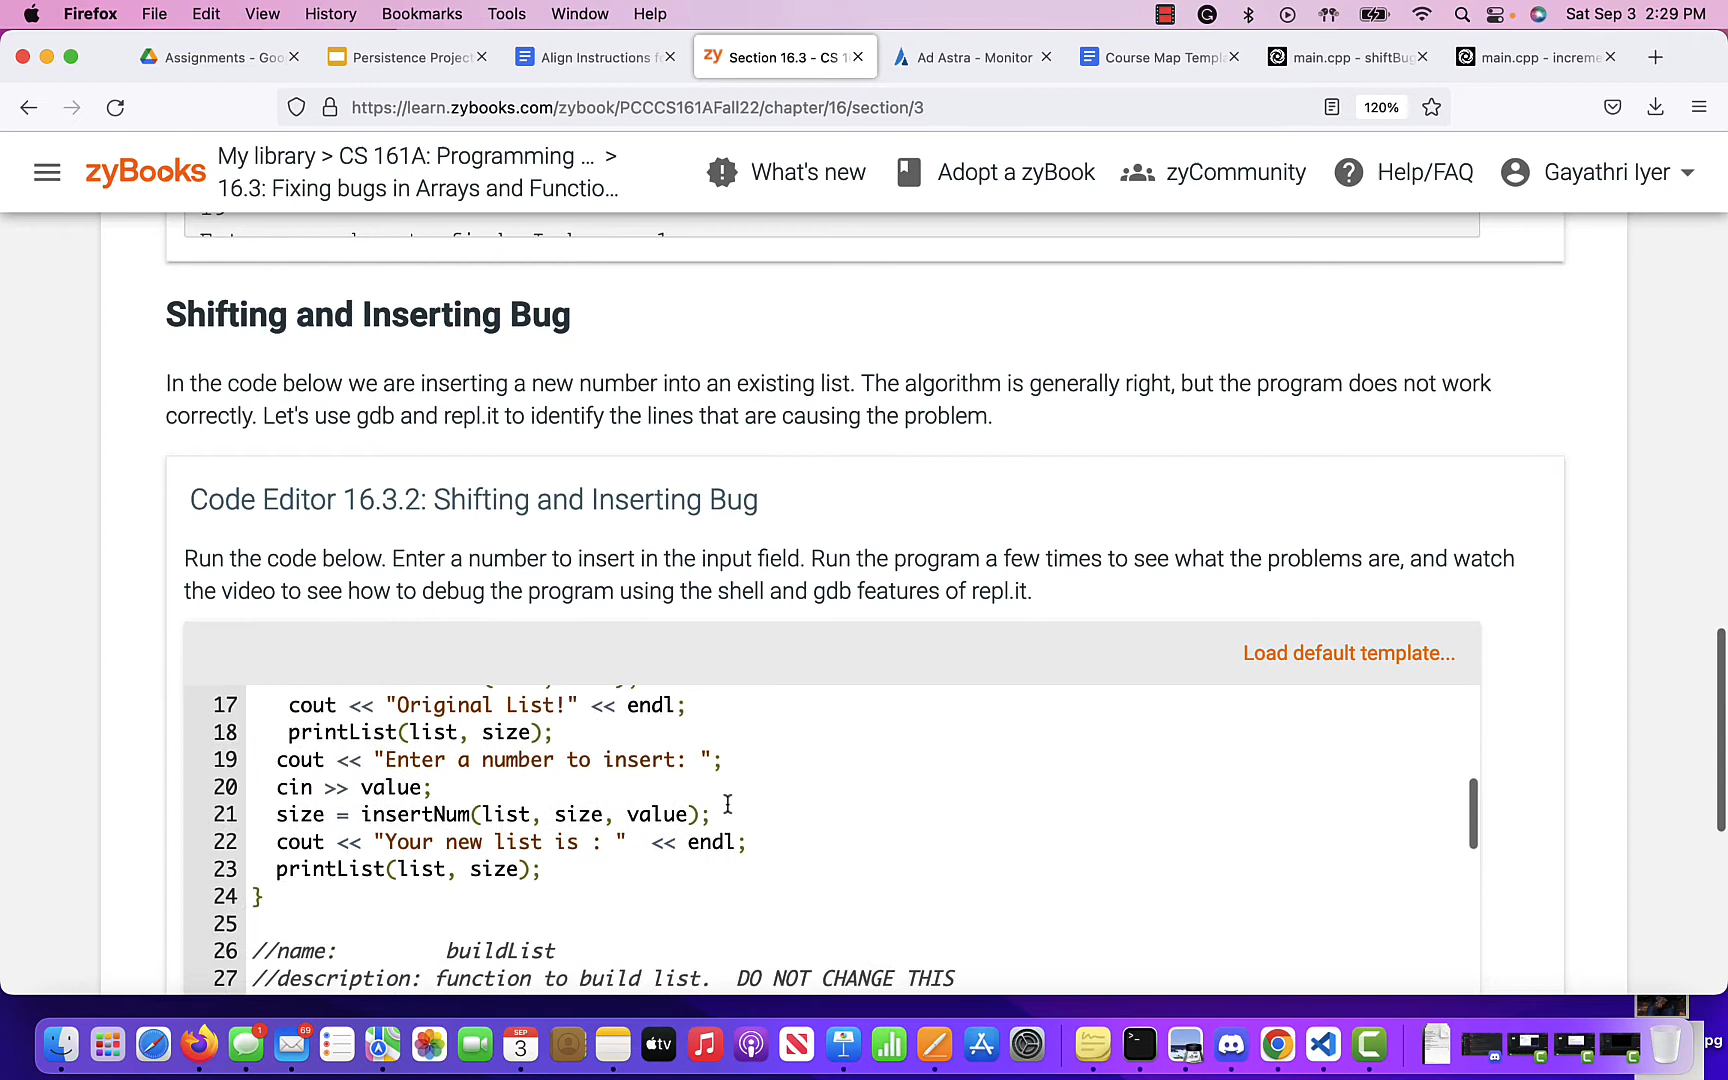 Firefox File Edit View History Bookmarks Tools Window Help Sat Sep 3 2:29 PM
Assignments - Goo Persistence Project Align Instructions fo zy Section 16.3 - CS 1 Ad Astra - Monitor Course Map Templa main.cpp - shiftBug main.cpp - increme
https://learn.zybooks.com/zybook/PCCCS161AFall22/chapter/16/section/3 120%
zyBooks My library > CS 161A: Programming ... > What's new Adopt a zyBook zyCommunity Help/FAQ Gayathri Iyer
16.3: Fixing bugs in Arrays and Functio...
Shifting and Inserting Bug
In the code below we are inserting a new number into an existing list. The algorithm is generally right, but the program does not work
correctly. Let's use gdb and repl.it to identify the lines that are causing the problem.
Code Editor 16.3.2: Shifting and Inserting Bug
Run the code below. Enter a number to insert in the input field. Run the program a few times to see what the problems are, and watch
the video to see how to debug the program using the shell and gdb features of repl.it.
Load default template...
17 cout << "Original List!" << endl;
18 printList(list, size);
19 cout << "Enter a number to insert: ";
20 cin >> value;
21 size = insertNum(list, size, value);
22 cout << "Your new list is : " << endl;
23 printList(list, size);
24 }
25
26 //name: buildList
27 //description: function to build list. DO NOT CHANGE THIS
1 69 SEP 3 tv pg